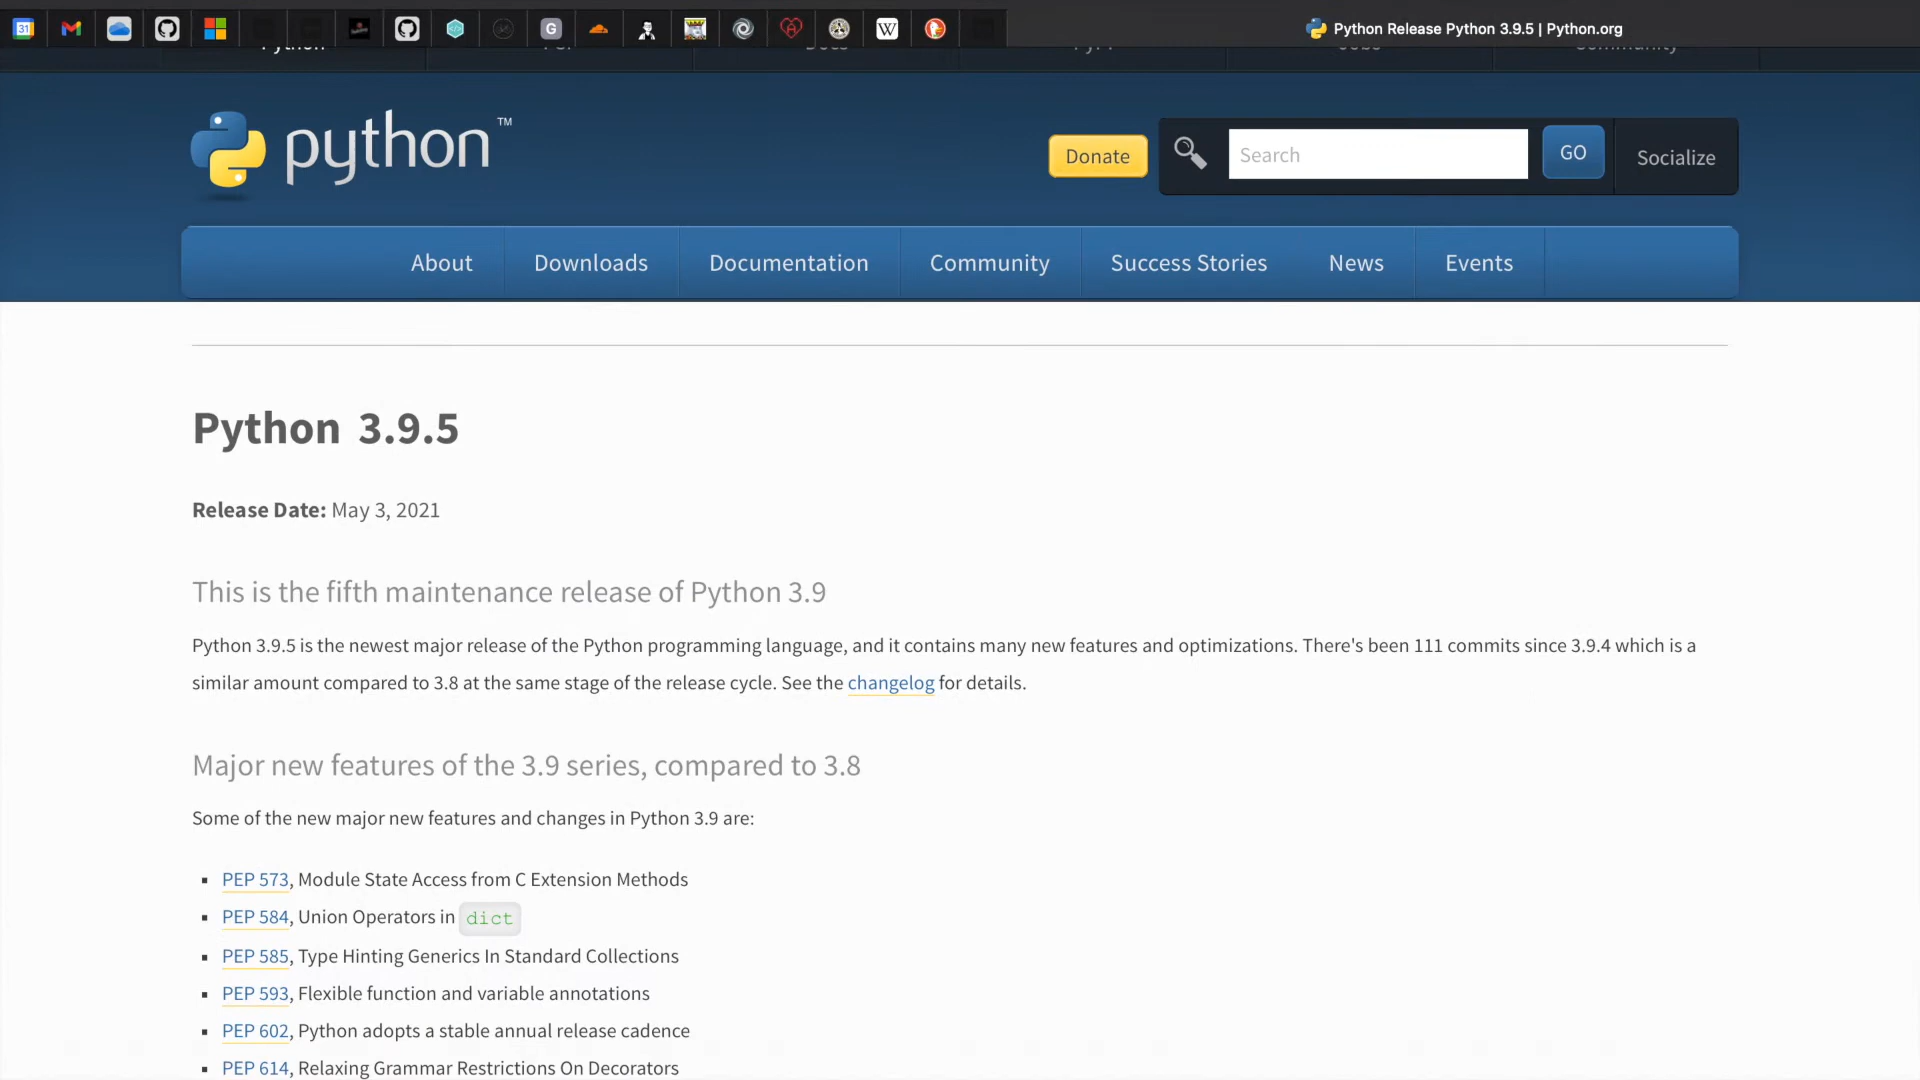 Python Release Python 3.9.5 | Python.org
python™
Donate
Search
GO
Socialize
About
Downloads
Documentation
Community
Success Stories
News
Events
Python 3.9.5
Release Date: May 3, 2021
This is the fifth maintenance release of Python 3.9
Python 3.9.5 is the newest major release of the Python programming language, and it contains many new features and optimizations. There's been 111 commits since 3.9.4 which is a
similar amount compared to 3.8 at the same stage of the release cycle. See the changelog for details.
Major new features of the 3.9 series, compared to 3.8
Some of the new major new features and changes in Python 3.9 are:
PEP 573, Module State Access from C Extension Methods
PEP 584, Union Operators in dict
PEP 585, Type Hinting Generics In Standard Collections
PEP 593, Flexible function and variable annotations
PEP 602, Python adopts a stable annual release cadence
PEP 614, Relaxing Grammar Restrictions On Decorators